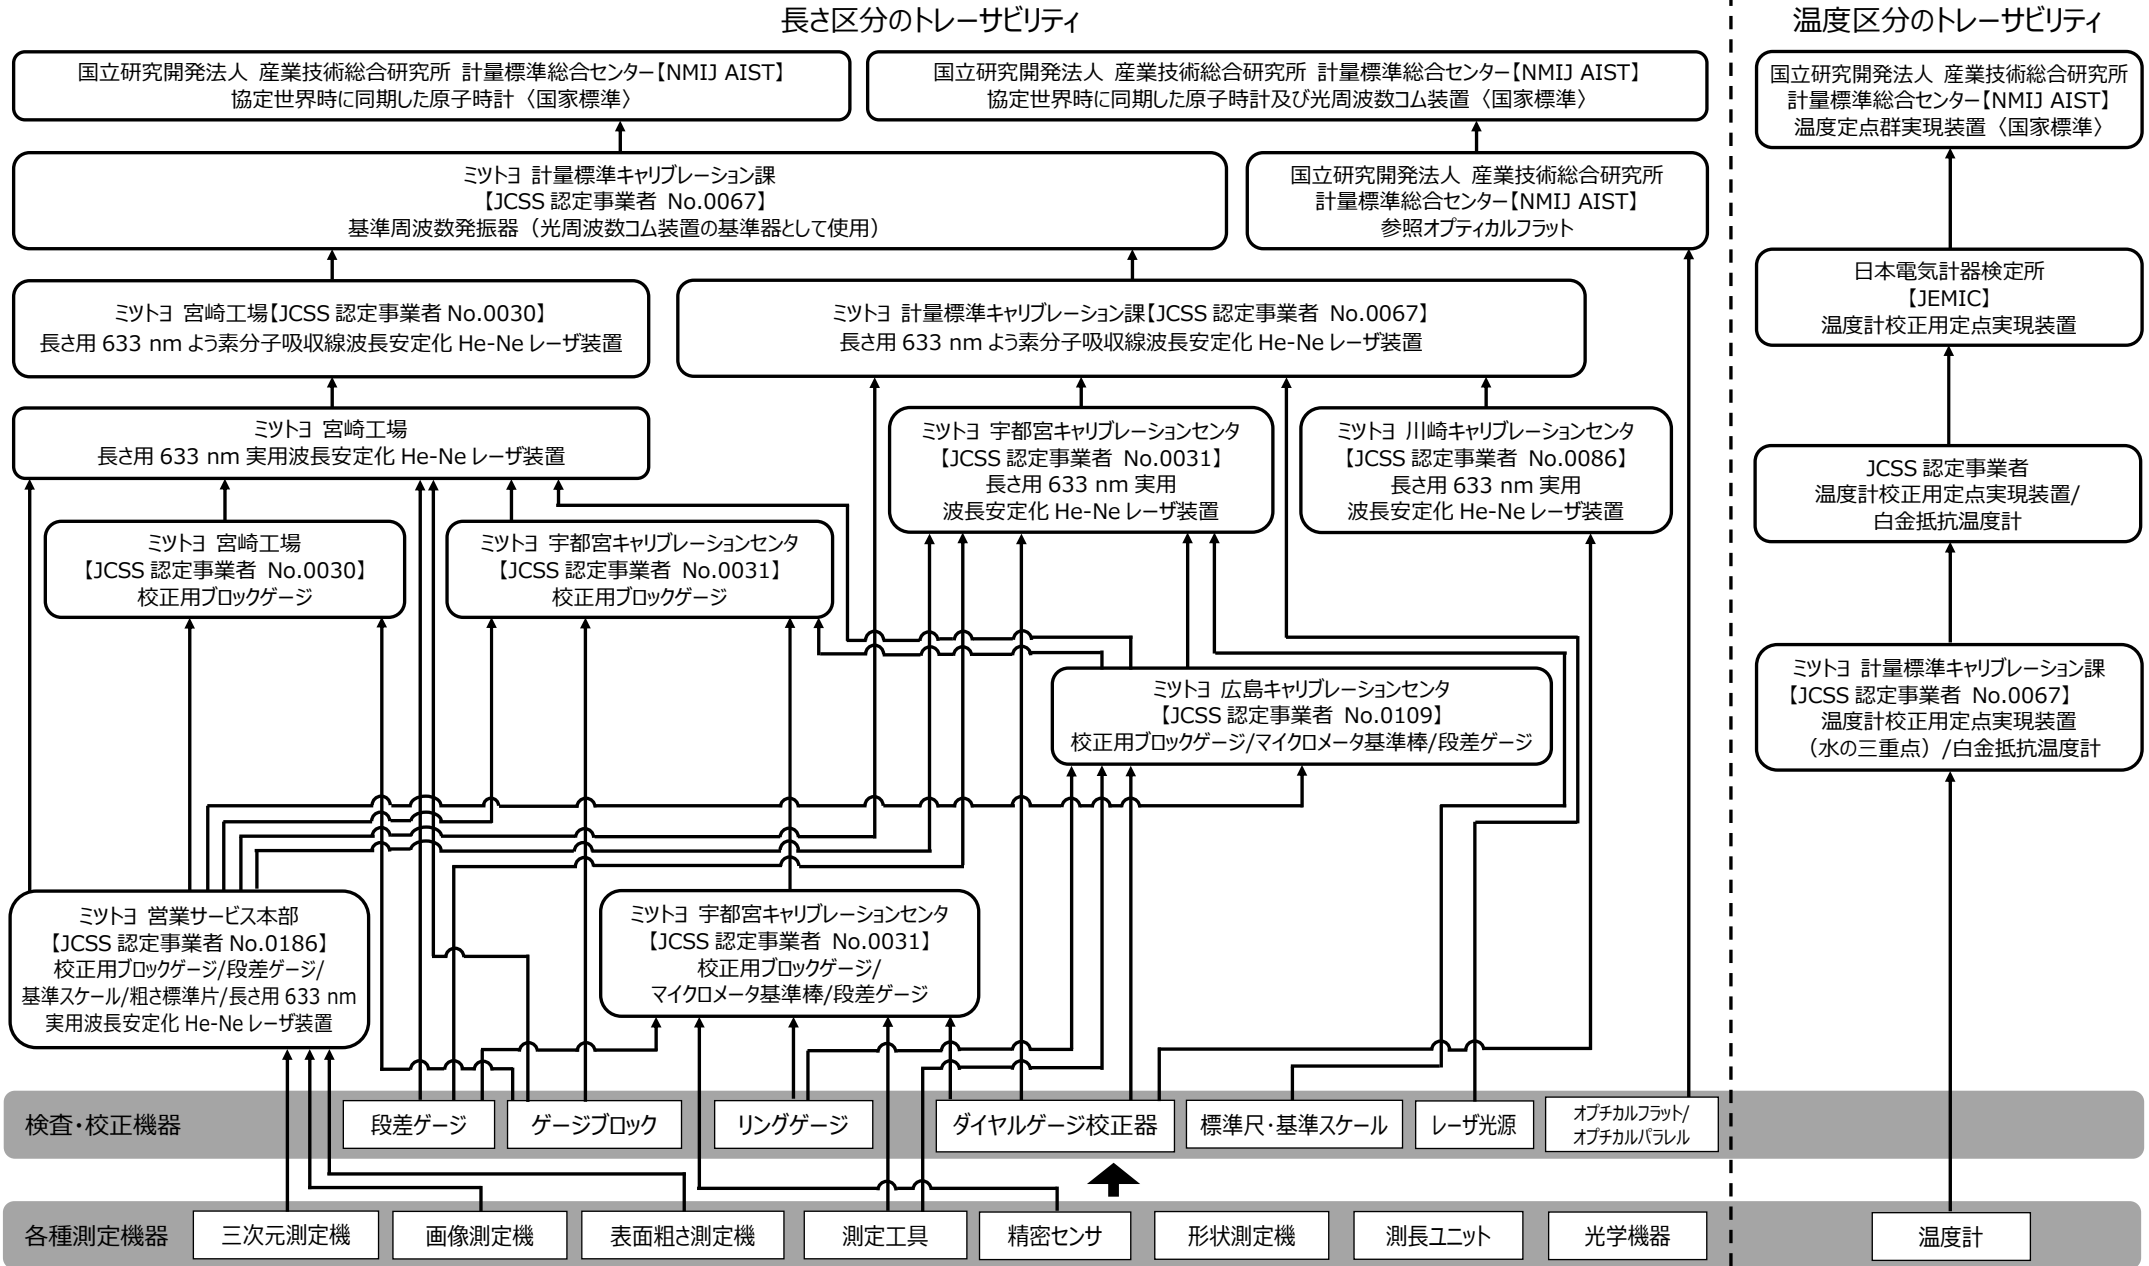 長さ区分のトレーサビリティ
温度区分のトレーサビリティ
国立研究開発法人 産業技術総合研究所 計量標準総合センター【NMIJ AIST】
協定世界時に同期した原子時計〈国家標準〉
国立研究開発法人 産業技術総合研究所 計量標準総合センター【NMIJ AIST】
協定世界時に同期した原子時計及び光周波数コム装置〈国家標準〉
国立研究開発法人 産業技術総合研究所
計量標準総合センター【NMIJ AIST】
温度定点群実現装置〈国家標準〉
ミツトヨ 計量標準キャリブレーション課
【JCSS 認定事業者 No.0067】
基準周波数発振器（光周波数コム装置の基準器として使用）
国立研究開発法人 産業技術総合研究所
計量標準総合センター【NMIJ AIST】
参照オプティカルフラット
日本電気計器検定所
【JEMIC】
温度計校正用定点実現装置
ミツトヨ 宮崎工場【JCSS 認定事業者 No.0030】
長さ用 633 nm よう素分子吸収線波長安定化 He-Ne レーザ装置
ミツトヨ 計量標準キャリブレーション課【JCSS 認定事業者 No.0067】
長さ用 633 nm よう素分子吸収線波長安定化 He-Ne レーザ装置
ミツトヨ 宮崎工場
長さ用 633 nm 実用波長安定化 He-Ne レーザ装置
ミツトヨ 宇都宮キャリブレーションセンタ
【JCSS 認定事業者 No.0031】
長さ用 633 nm 実用
波長安定化 He-Ne レーザ装置
ミツトヨ 川崎キャリブレーションセンタ
【JCSS 認定事業者 No.0086】
長さ用 633 nm 実用
波長安定化 He-Ne レーザ装置
JCSS 認定事業者
温度計校正用定点実現装置/
白金抵抗温度計
ミツトヨ 宮崎工場
【JCSS 認定事業者 No.0030】
校正用ブロックゲージ
ミツトヨ 宇都宮キャリブレーションセンタ
【JCSS 認定事業者 No.0031】
校正用ブロックゲージ
ミツトヨ 広島キャリブレーションセンタ
【JCSS 認定事業者 No.0109】
校正用ブロックゲージ/マイクロメータ基準棒/段差ゲージ
ミツトヨ 計量標準キャリブレーション課
【JCSS 認定事業者 No.0067】
温度計校正用定点実現装置
（水の三重点）/白金抵抗温度計
ミツトヨ 営業サービス本部
【JCSS 認定事業者 No.0186】
校正用ブロックゲージ/段差ゲージ/
基準スケール/粗さ標準片/長さ用 633 nm
実用波長安定化 He-Ne レーザ装置
ミツトヨ 宇都宮キャリブレーションセンタ
【JCSS 認定事業者 No.0031】
校正用ブロックゲージ/
マイクロメータ基準棒/段差ゲージ
検査・校正機器
段差ゲージ
ゲージブロック
リングゲージ
ダイヤルゲージ校正器
標準尺・基準スケール
レーザ光源
オプチカルフラット/
オプチカルパラレル
各種測定機器
三次元測定機
画像測定機
表面粗さ測定機
測定工具
精密センサ
形状測定機
測長ユニット
光学機器
温度計